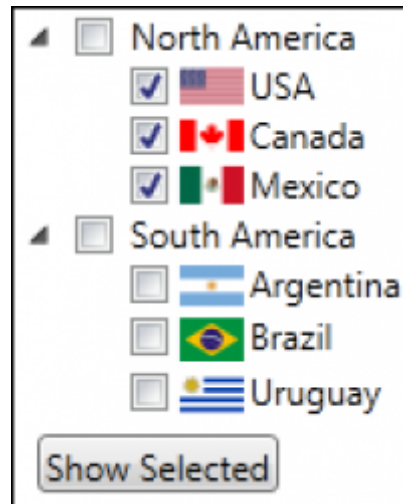 North America
USA
Canada
Mexico
South America
Argentina
Brazil
Uruguay
Show Selected